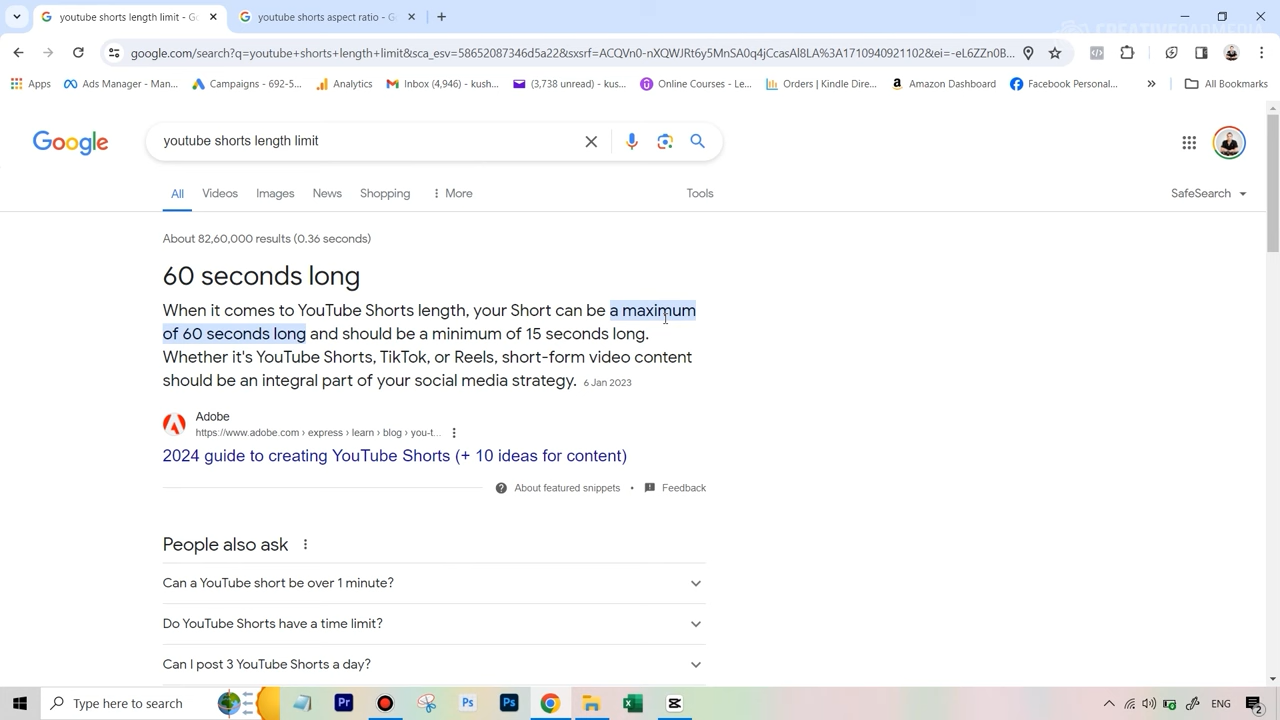 youtube shorts length limit - Go
youtube shorts aspect ratio - G
CREATIVEPADMEDIA
google.com/search?q=youtube+shorts+length+limit&sca_esv=58652087346d5a22&sxsrf=ACQVn0-nXQWJRt6y5MnSA0q4jCcasAl8LA%3A1710940921102&ei=-eL6ZZn0B...
Apps
Ads Manager - Man...
Campaigns - 692-5...
Analytics
Inbox (4,946) - kush...
(3,738 unread) - kus...
Online Courses - Le...
Orders | Kindle Dire...
Amazon Dashboard
Facebook Personal...
All Bookmarks
Google
youtube shorts length limit
All
Videos
Images
News
Shopping
More
Tools
SafeSearch
About 82,60,000 results (0.36 seconds)
60 seconds long
When it comes to YouTube Shorts length, your Short can be a maximum
of 60 seconds long and should be a minimum of 15 seconds long.
Whether it's YouTube Shorts, TikTok, or Reels, short-form video content
should be an integral part of your social media strategy. 6 Jan 2023
Adobe
https://www.adobe.com › express › learn › blog › you-t...
2024 guide to creating YouTube Shorts (+ 10 ideas for content)
About featured snippets • Feedback
People also ask
Can a YouTube short be over 1 minute?
Do YouTube Shorts have a time limit?
Can I post 3 YouTube Shorts a day?
Type here to search
Pr
Ps
Ps
ENG
2